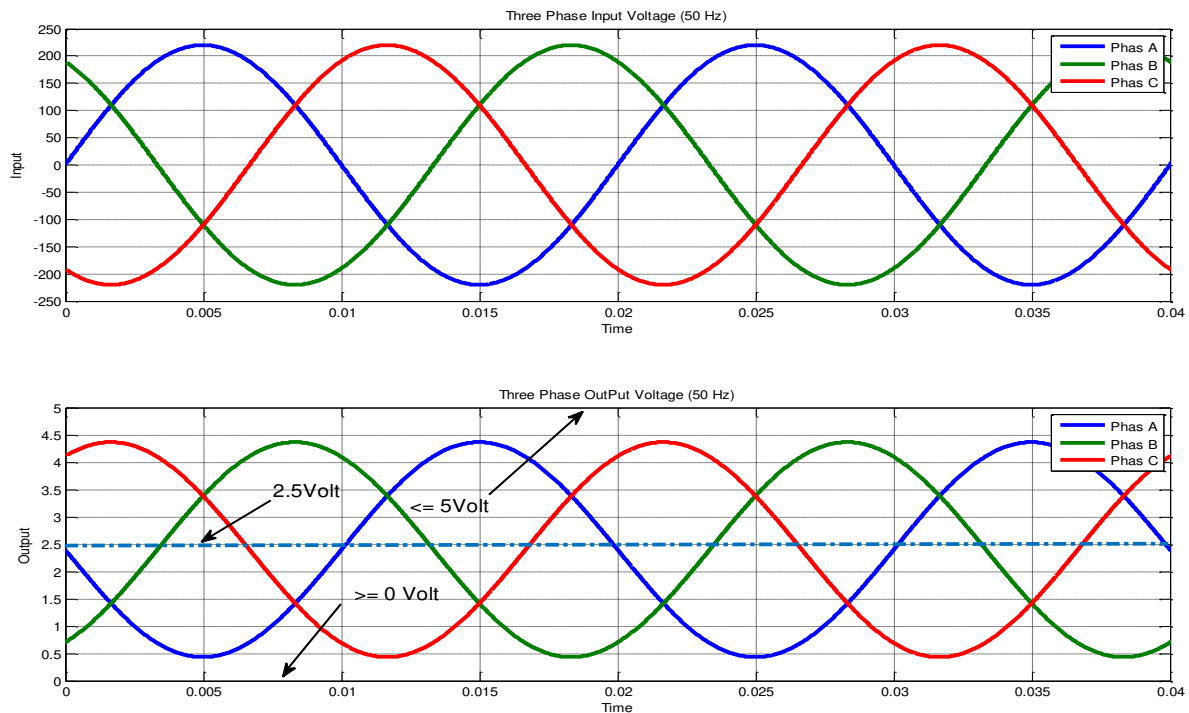 Three Phase Input Voltage (50 Hz)
250
200
150
100
50
0
-50
-100
-150
-200
-250
Input
Phas A
Phas B
Phas C
0 0.005 0.01 0.015 0.02 0.025 0.03 0.035 0.04
Time
Three Phase OutPut Voltage (50 Hz)
5
4.5
4
3.5
3
2.5
2
1.5
1
0.5
0
Output
Phas A
Phas B
Phas C
2.5Volt
<= 5Volt
>= 0 Volt
0 0.005 0.01 0.015 0.02 0.025 0.03 0.035 0.04
Time